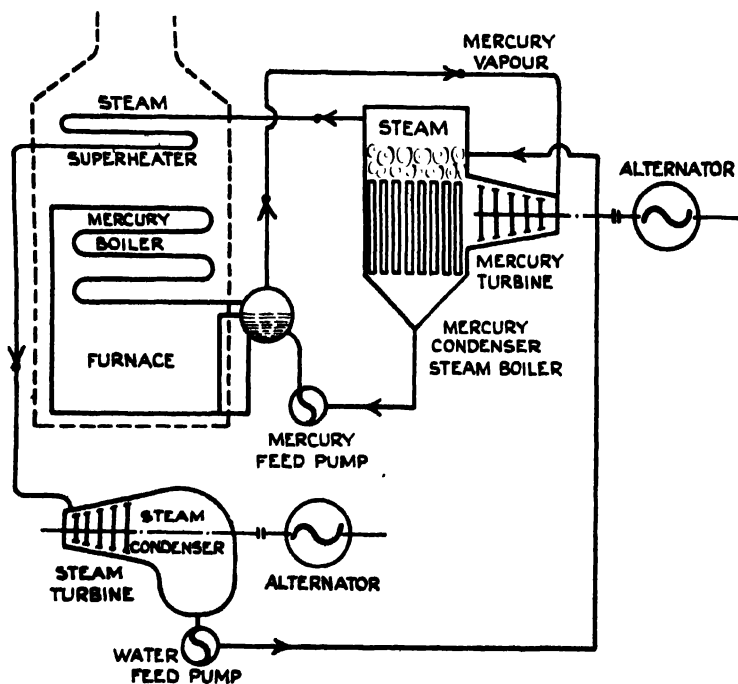 MERCURY
VAPOUR
STEAM
SUPERHEATER
STEAM
ALTERNATOR
MERCURY
BOILER
MERCURY
TURBINE
MERCURY
CONDENSER
STEAM BOILER
FURNACE
MERCURY
FEED PUMP
STEAM
CONDENSER
STEAM
TURBINE
ALTERNATOR
WATER
FEED PUMP